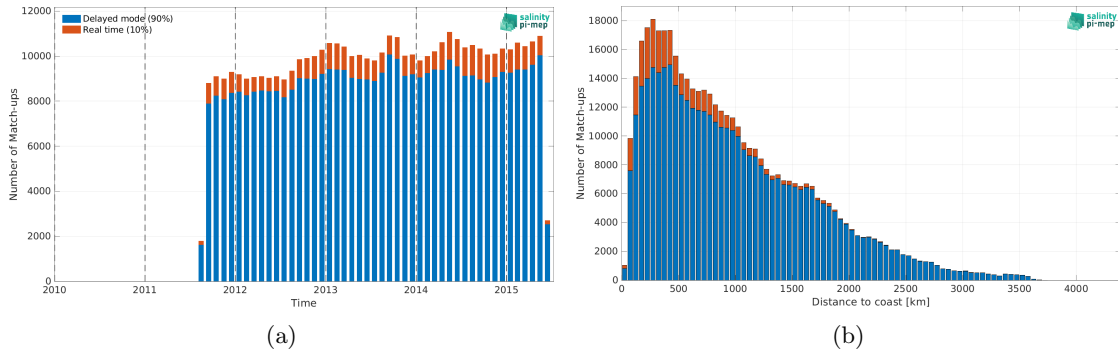 12000
10000
8000
6000
4000
2000
0
Number of Match-ups
Delayed mode (90%)
Real time (10%)
salinity
pi-mep
2010 2011 2012 2013 2014 2015
Time
(a)
18000
16000
14000
12000
10000
8000
6000
4000
2000
0
Number of Match-ups
salinity
pi-mep
0 500 1000 1500 2000 2500 3000 3500 4000
Distance to coast [km]
(b)